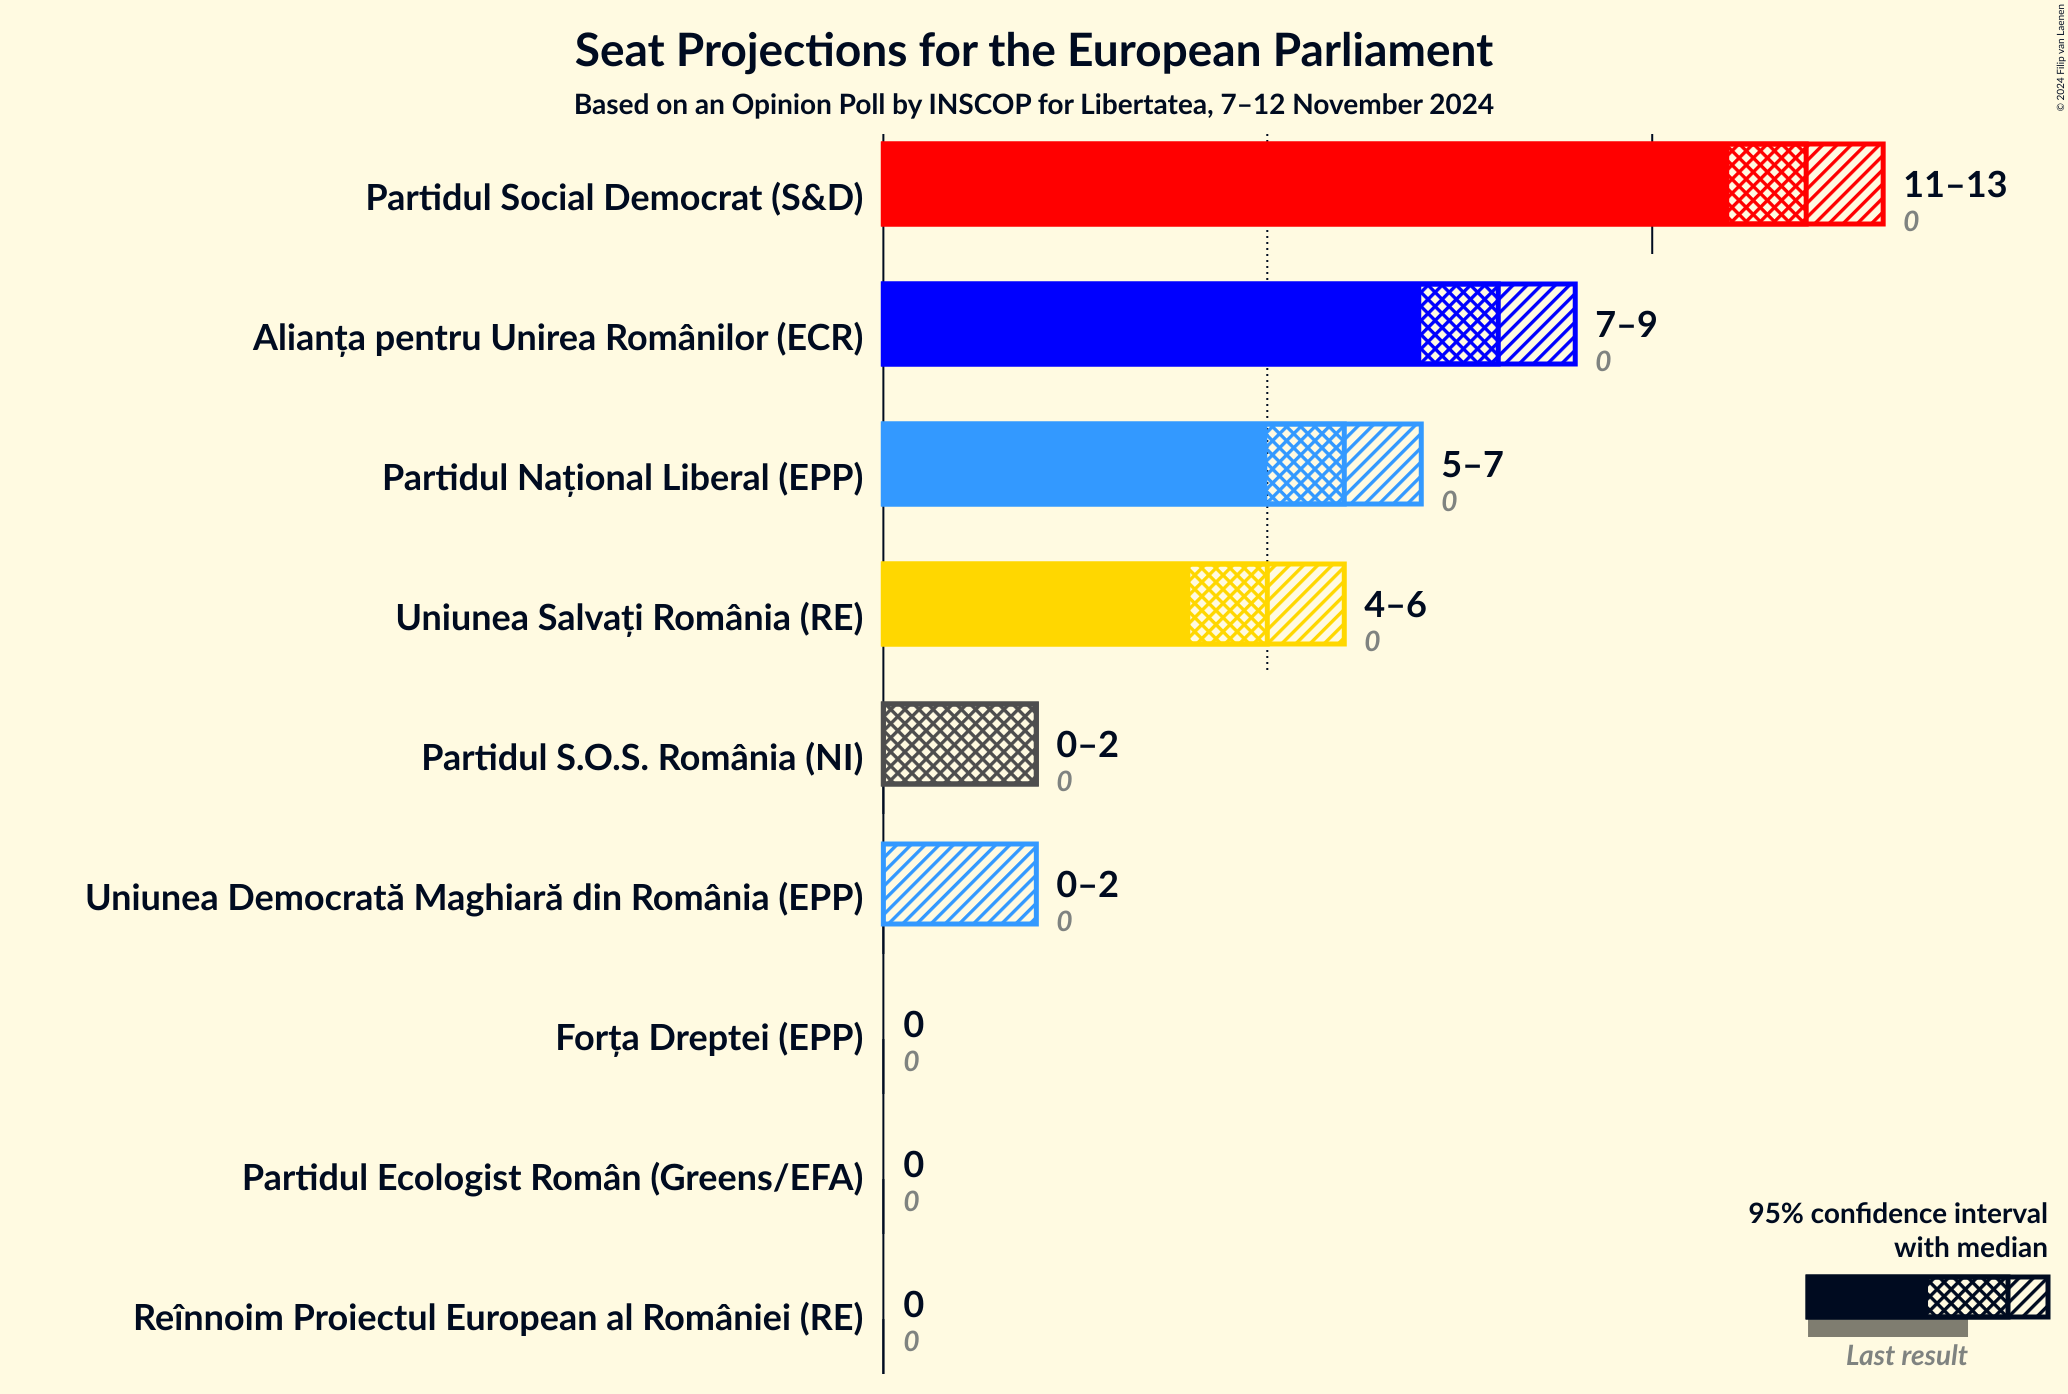 Seat Projections for the European Parliament
Based on an Opinion Poll by INSCOP for Libertatea, 7–12 November 2024
© 2024 Filip van Laenen
Partidul Social Democrat (S&D)
11–13
0
Alianța pentru Unirea Românilor (ECR)
7–9
0
Partidul Național Liberal (EPP)
5–7
0
Uniunea Salvați România (RE)
4–6
0
Partidul S.O.S. România (NI)
0–2
0
Uniunea Democrată Maghiară din România (EPP)
0–2
0
Forța Dreptei (EPP)
0
0
Partidul Ecologist Român (Greens/EFA)
0
0
Reînnoim Proiectul European al României (RE)
0
0
95% confidence interval
with median
Last result